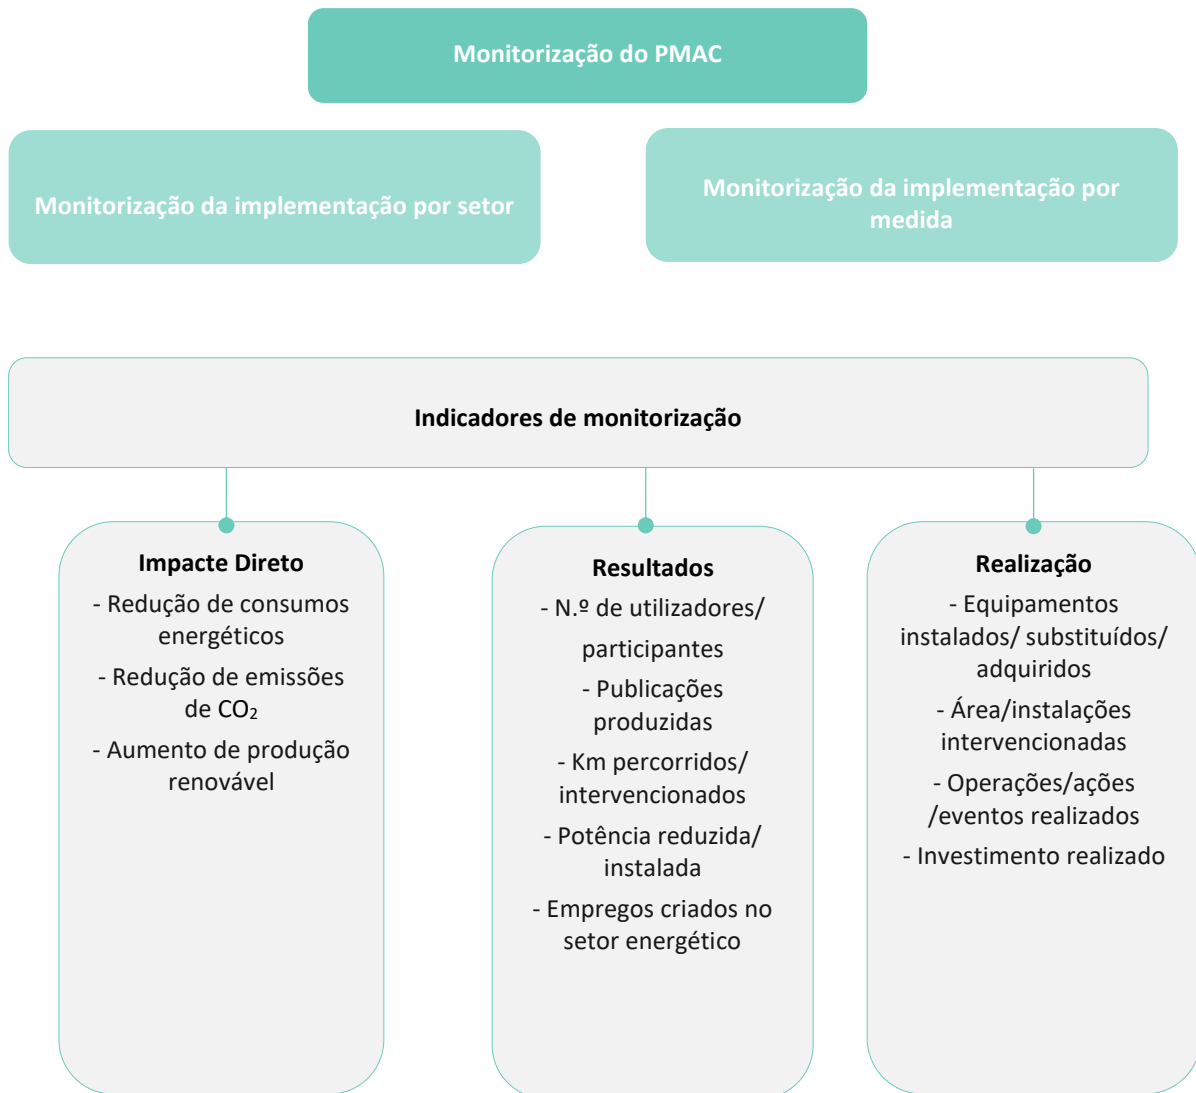 Monitorização do PMAC
Monitorização da implementação por setor
Monitorização da implementação por
medida
Indicadores de monitorização
Impacte Direto
- Redução de consumos
energéticos
- Redução de emissões
de CO₂
- Aumento de produção
renovável
Resultados
- N.º de utilizadores/
participantes
- Publicações
produzidas
- Km percorridos/
intervencionados
- Potência reduzida/
instalada
- Empregos criados no
setor energético
Realização
- Equipamentos
instalados/ substituídos/
adquiridos
- Área/instalações
intervencionadas
- Operações/ações
/eventos realizados
- Investimento realizado